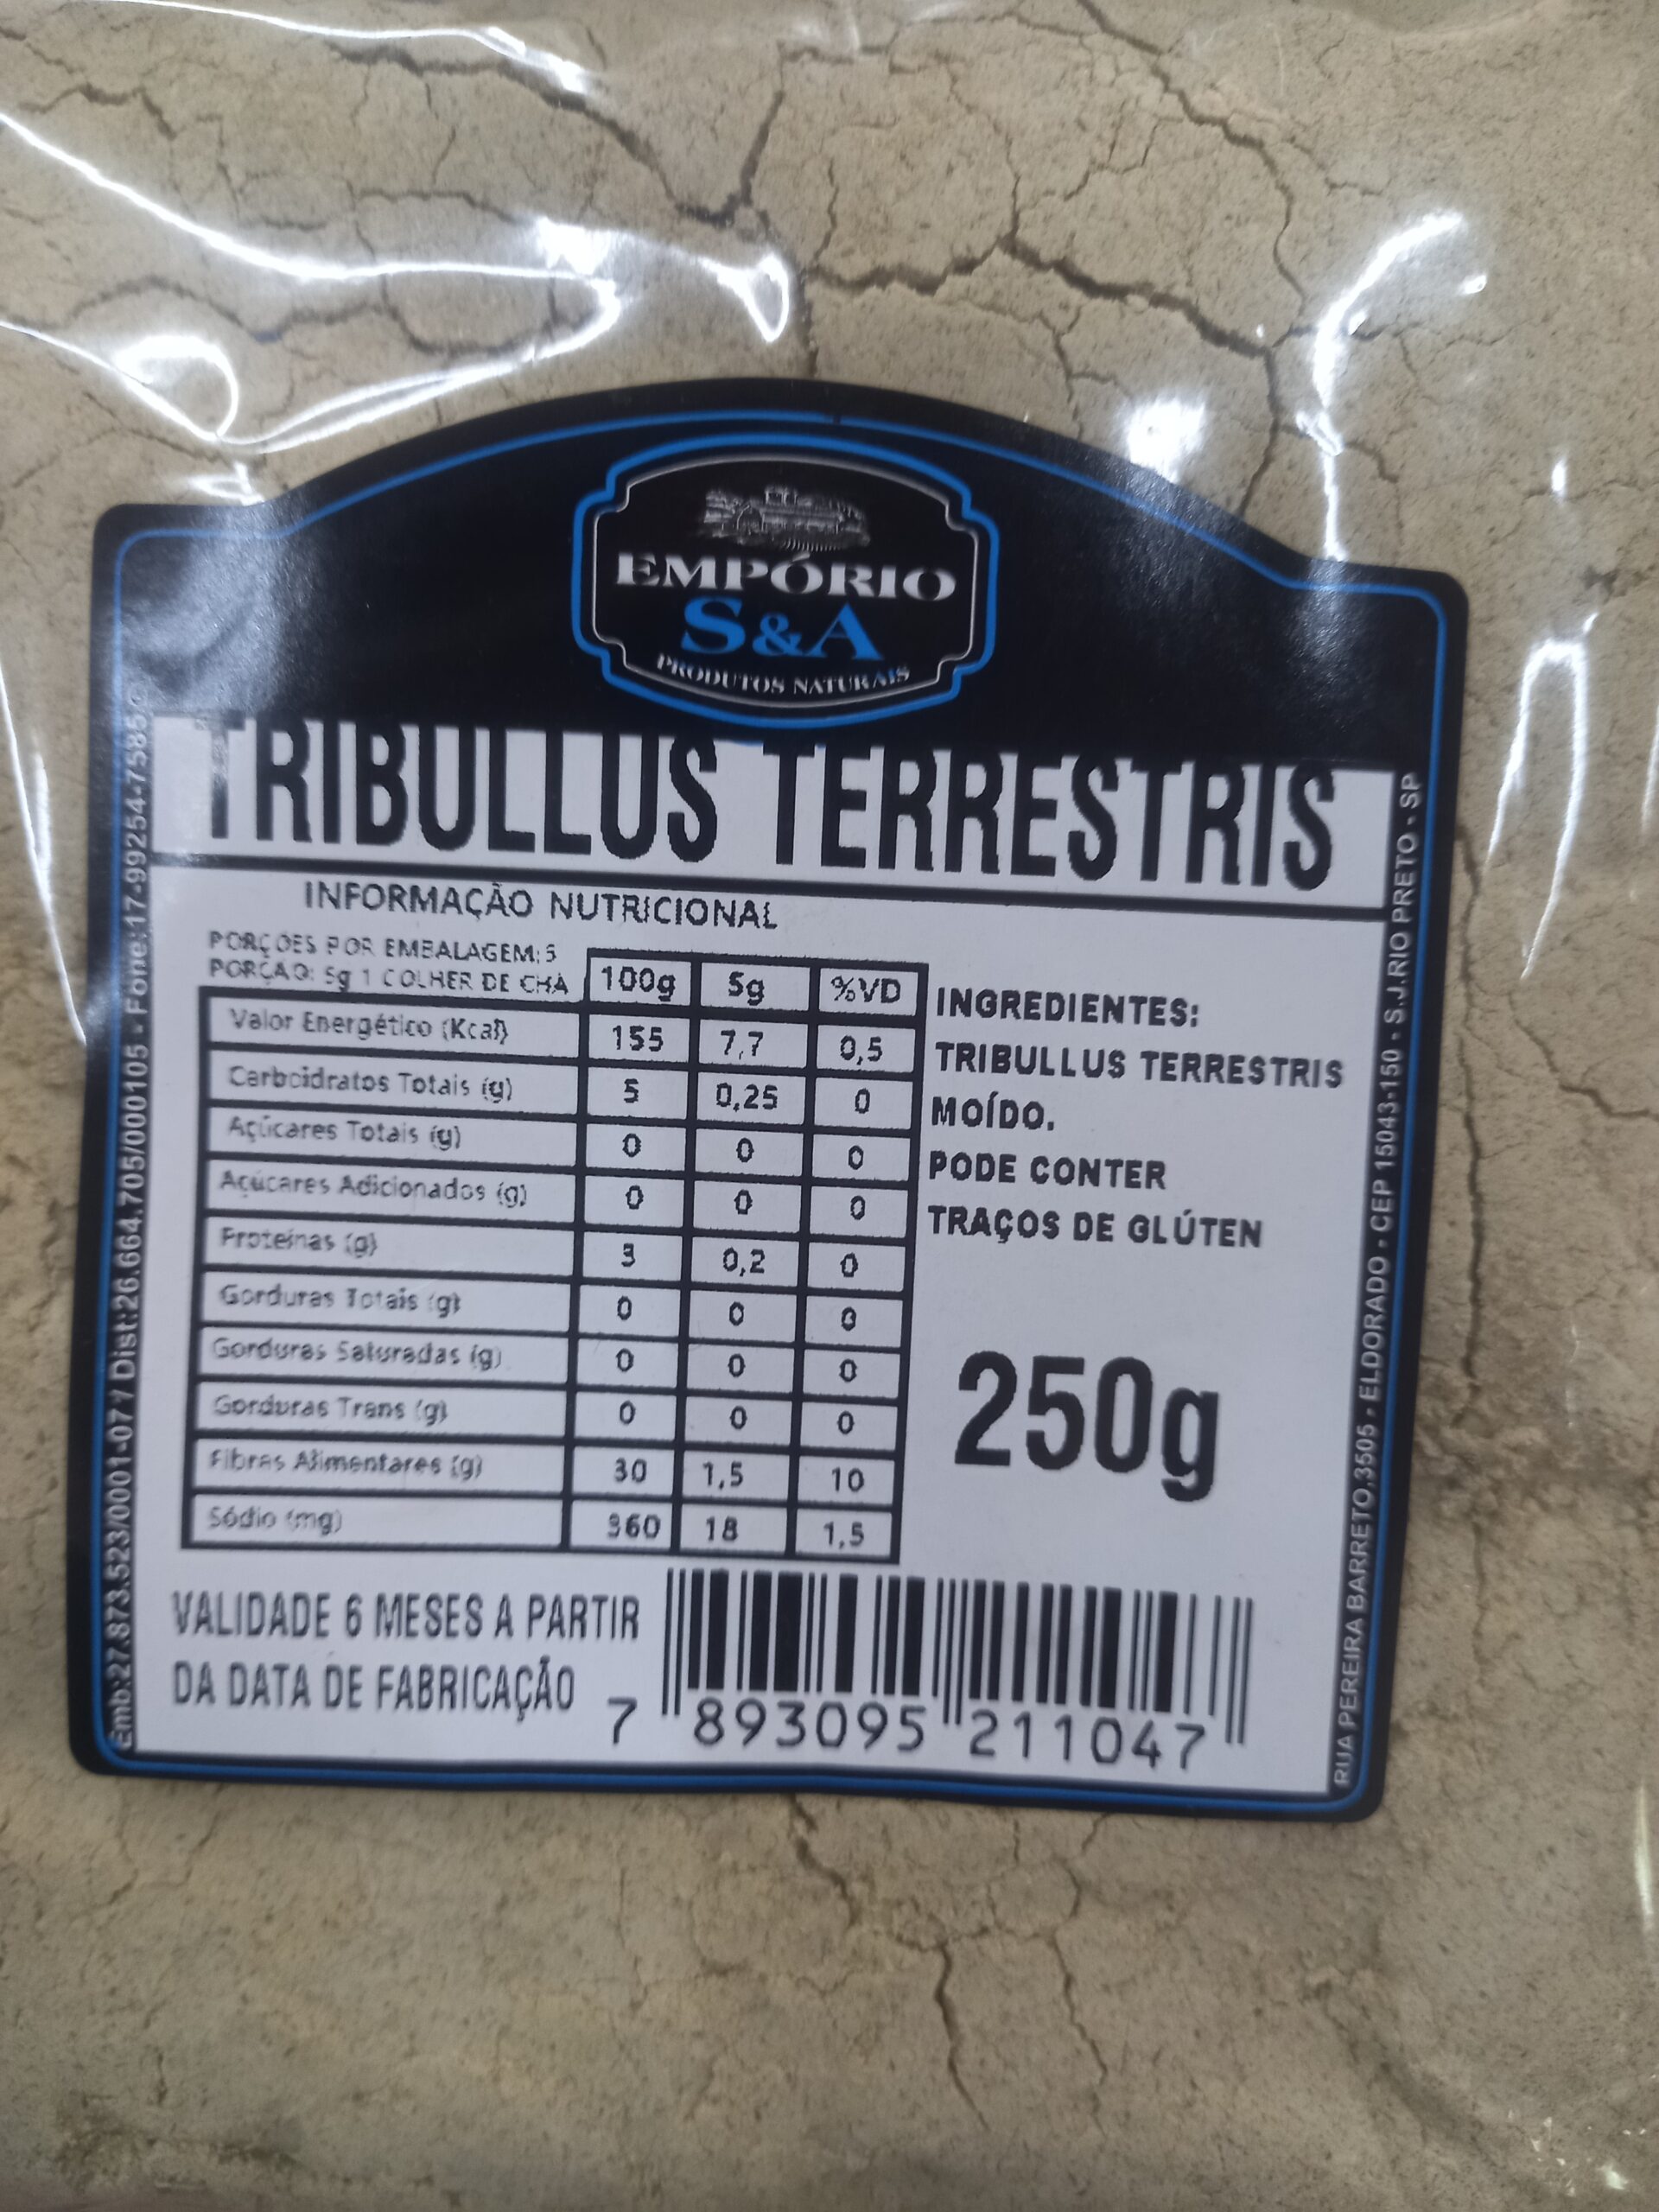 EMPÓRIO
S&A
PRODUTOS NATURAIS
TRIBULLUS TERRESTRIS
INFORMAÇÃO NUTRICIONAL
PORÇOES POR EMBALAGEM: 5
PORÇÃO: 5g 1 COLHER DE CHÁ 100g 5g %VD
Valor Energético (Kcal) 155 7,7 0,5
Carboidratos Totais (g) 5 0,25 0
Açúcares Totais (g) 0 0 0
Açúcares Adicionados (g) 0 0 0
Proteínas (g) 3 0,2 0
Gorduras Totais (g) 0 0 0
Gorduras Saturadas (g) 0 0 0
Gorduras Trans (g) 0 0 0
Fibras Alimentares (g) 30 1,5 10
Sódio (mg) 360 18 1,5
INGREDIENTES:
TRIBULLUS TERRESTRIS
MOÍDO.
PODE CONTER
TRAÇOS DE GLÚTEN
250g
VALIDADE 6 MESES A PARTIR
DA DATA DE FABRICAÇÃO
7 893095 211047
Emb:27.873.523/0001-07 / Dist:26.664.705/000105 - Fone:17-99254-7585
RUA PEREIRA BARRETO,3505 - ELDORADO - CEP 15043-150 - S.J.RIO PRETO - SP